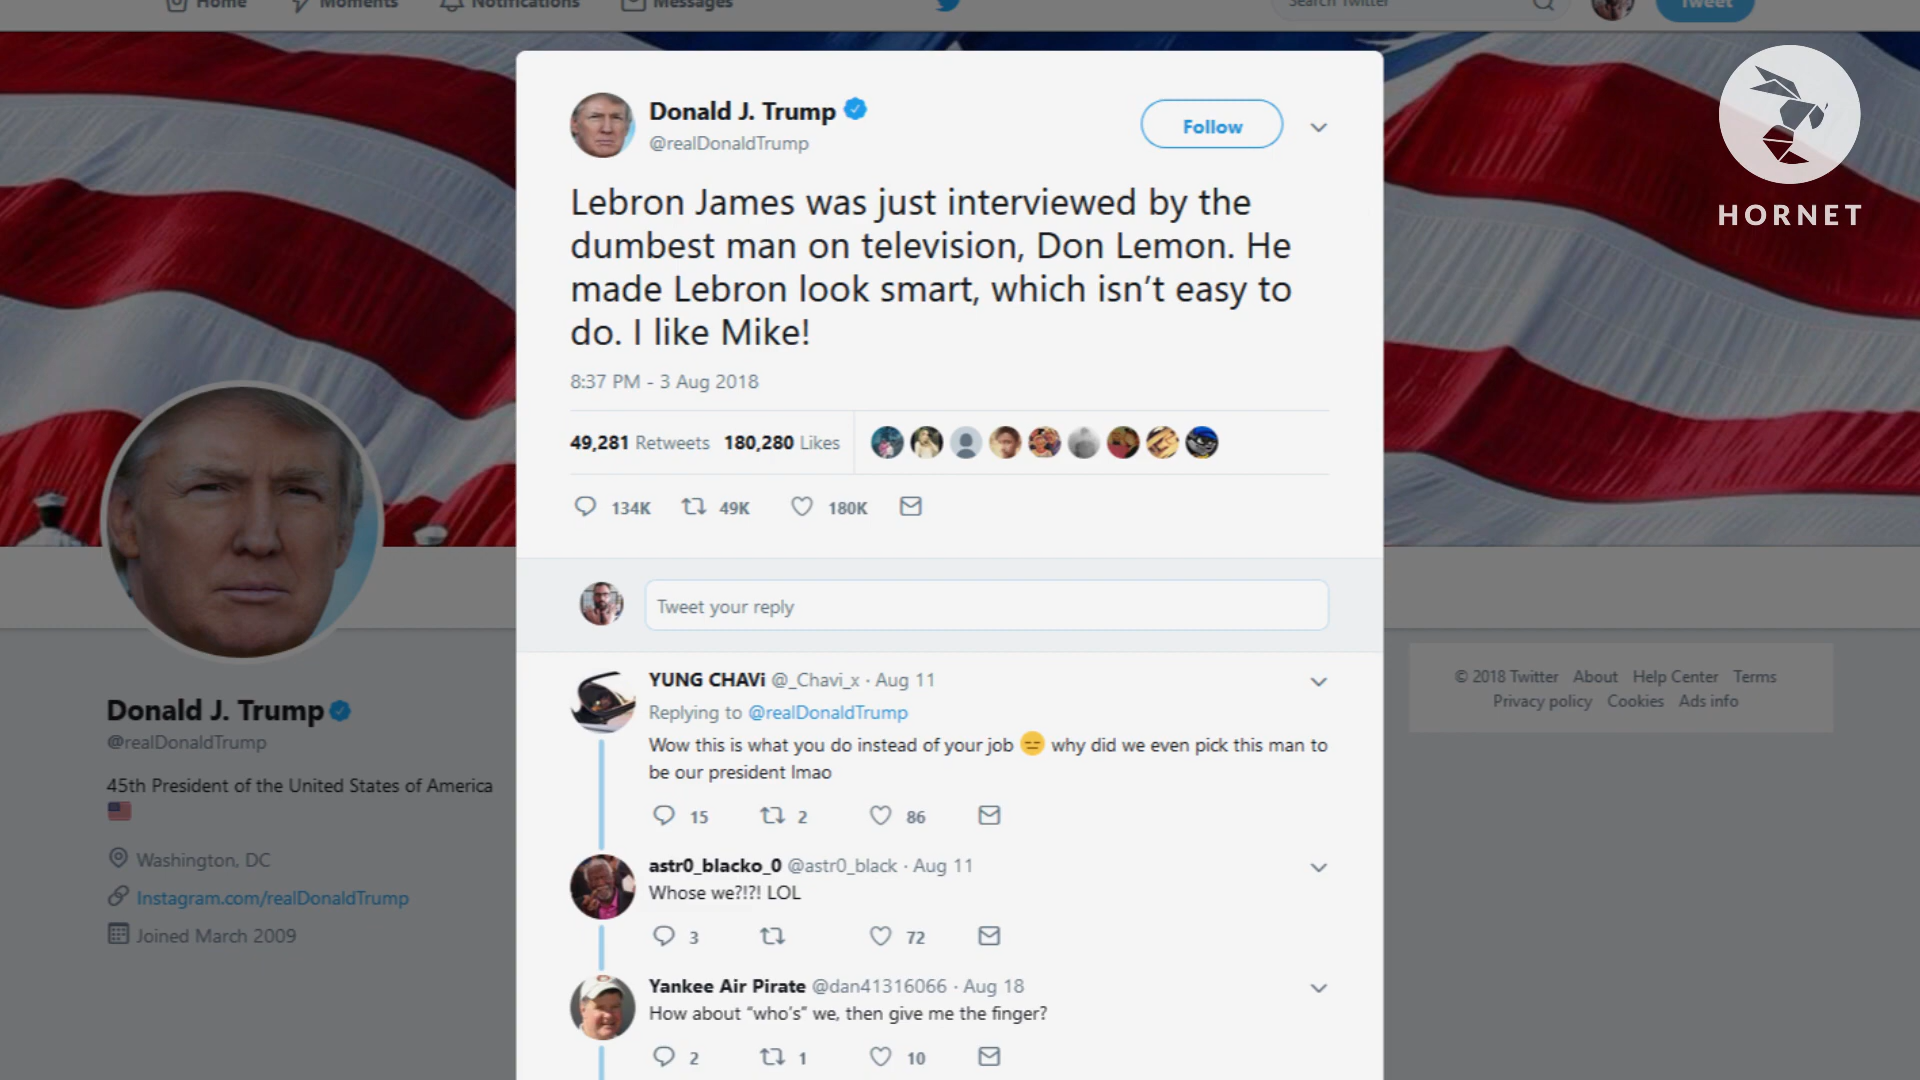 Home Moments Notifications Messages Search Twitter Tweet
HORNET
Donald J. Trump
@realDonaldTrump
Follow
Lebron James was just interviewed by the
dumbest man on television, Don Lemon. He
made Lebron look smart, which isn’t easy to
do. I like Mike!
8:37 PM - 3 Aug 2018
49,281 Retweets 180,280 Likes
134K 49K 180K
Tweet your reply
YUNG CHAVi @_Chavi_x · Aug 11
Replying to @realDonaldTrump
Wow this is what you do instead of your job 😑 why did we even pick this man to
be our president lmao
15 2 86
astr0_blacko_0 @astr0_black · Aug 11
Whose we?!?! LOL
3 72
Yankee Air Pirate @dan41316066 · Aug 18
How about “who’s” we, then give me the finger?
2 1 10
Donald J. Trump
@realDonaldTrump
45th President of the United States of America
🇺🇸
Washington, DC
Instagram.com/realDonaldTrump
Joined March 2009
© 2018 Twitter About Help Center Terms
Privacy policy Cookies Ads info